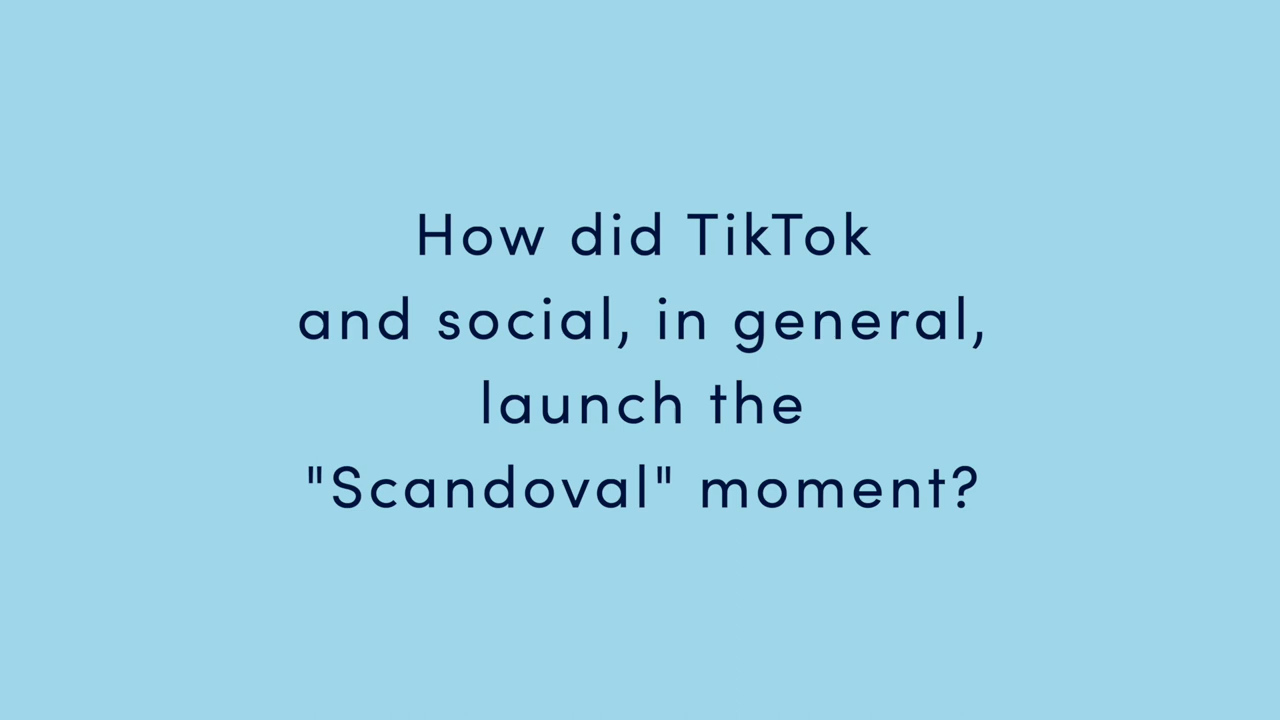 How did TikTok
and social, in general,
launch the
"Scandoval" moment?